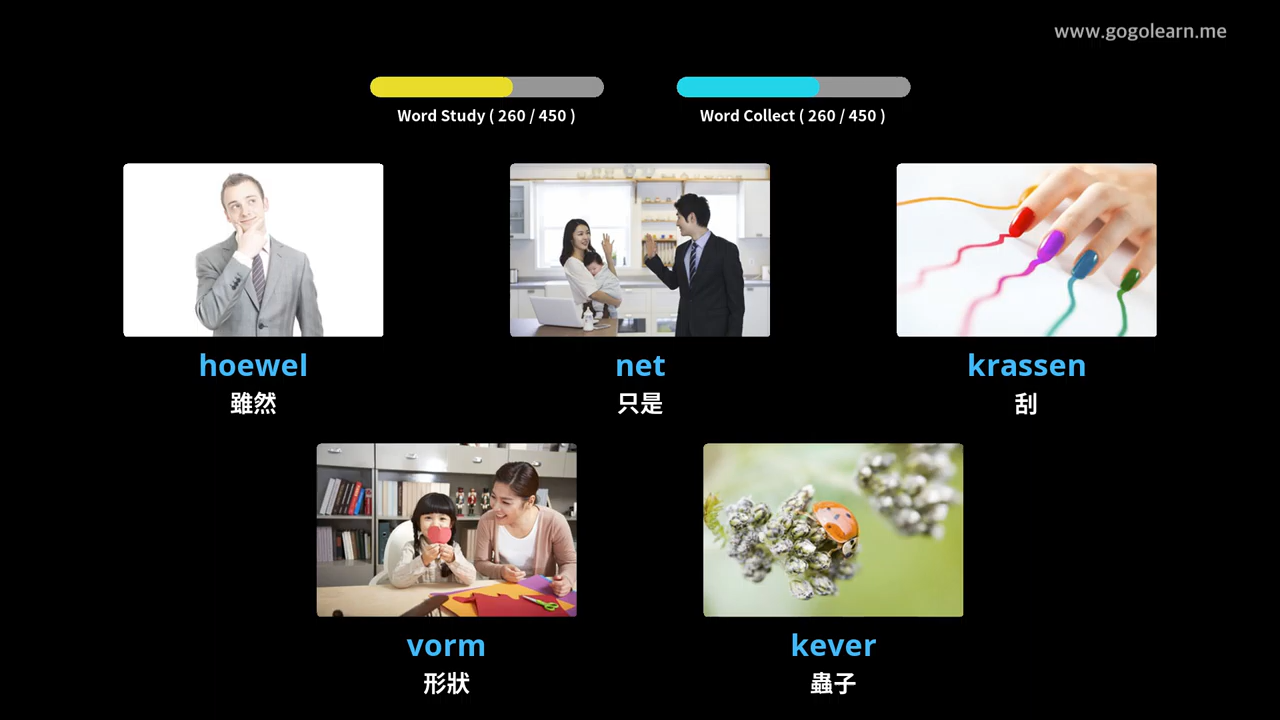 www.gogolearn.me
Word Study ( 260 / 450 )
Word Collect ( 260 / 450 )
hoewel
雖然
net
只是
krassen
刮
vorm
形狀
kever
蟲子